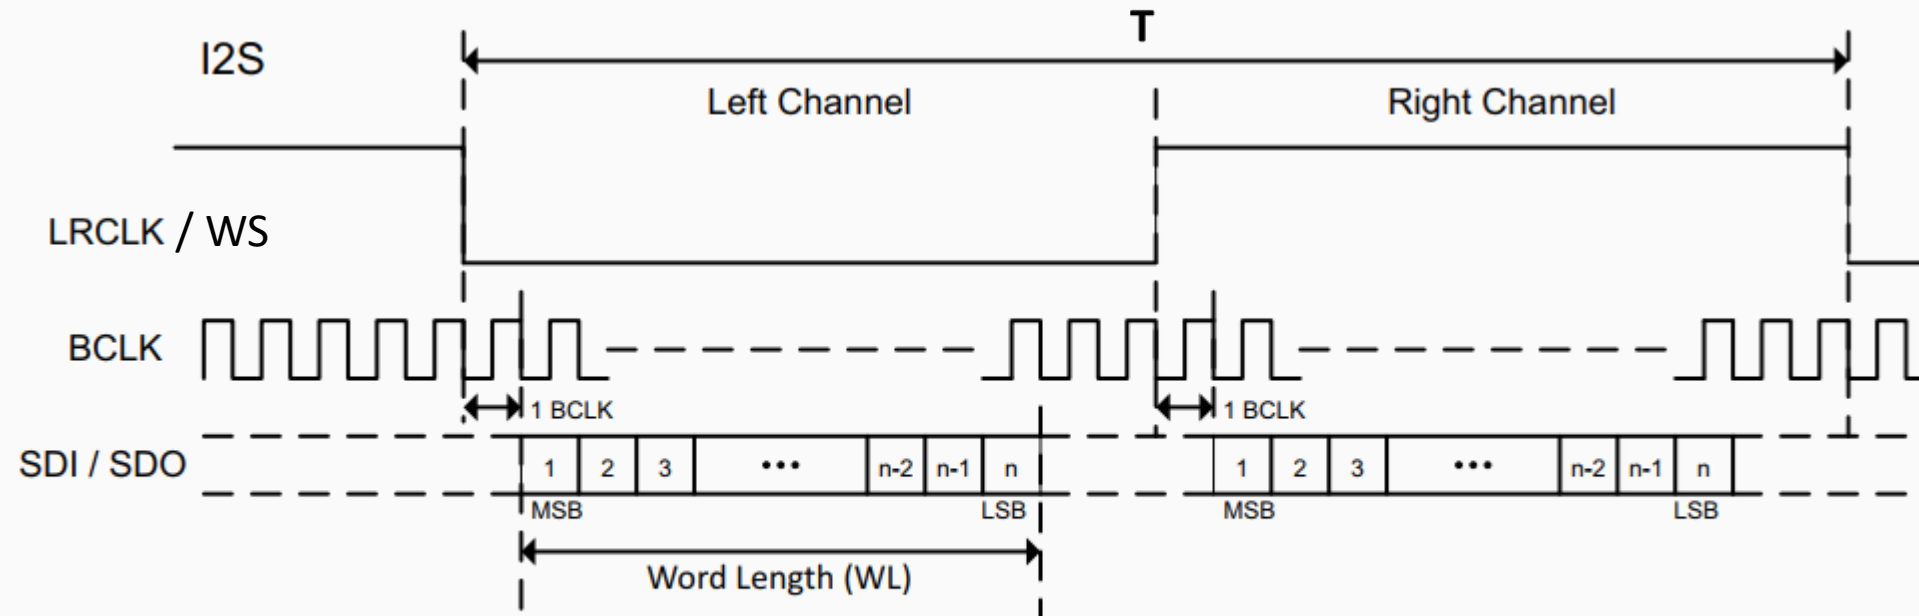 T
I2S
Left Channel
Right Channel
LRCLK / WS
BCLK
1 BCLK
1 BCLK
SDI / SDO
1 2 3 ••• n-2 n-1 n
1 2 3 ••• n-2 n-1 n
MSB
LSB
MSB
LSB
Word Length (WL)